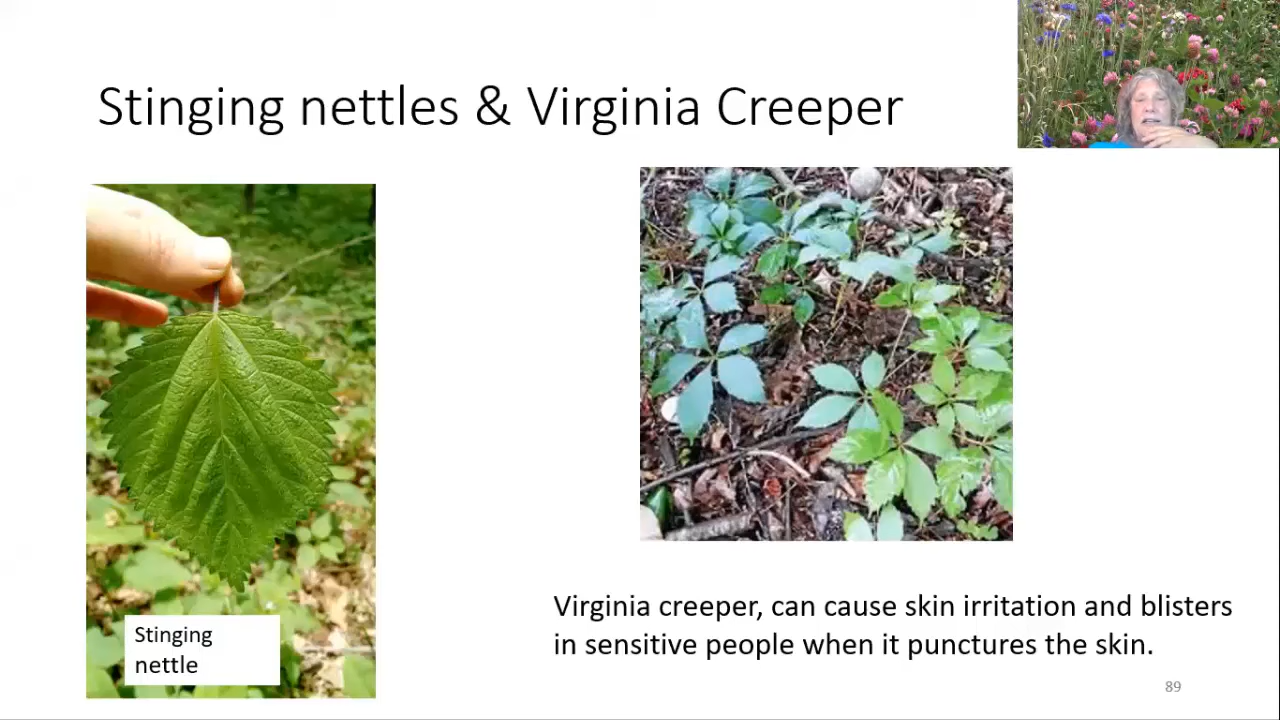 Stinging nettles & Virginia Creeper
Stinging
nettle
Virginia creeper, can cause skin irritation and blisters
in sensitive people when it punctures the skin.
89